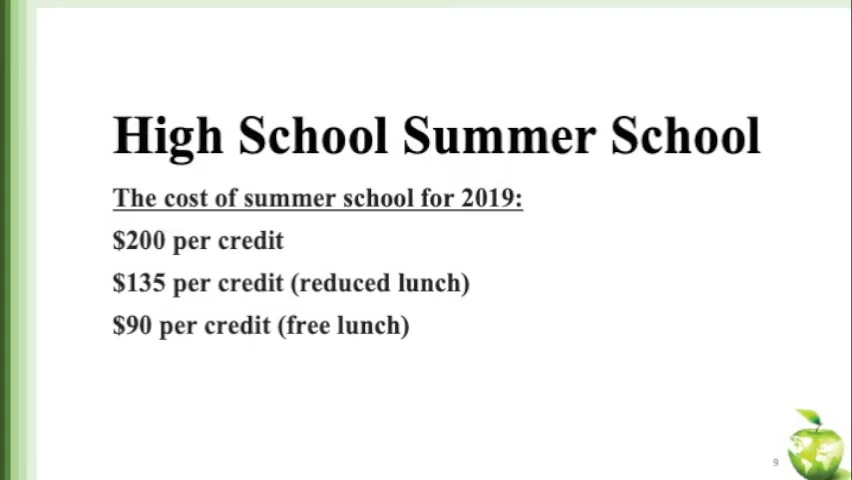 High School Summer School
The cost of summer school for 2019:
$200 per credit
$135 per credit (reduced lunch)
$90 per credit (free lunch)
9